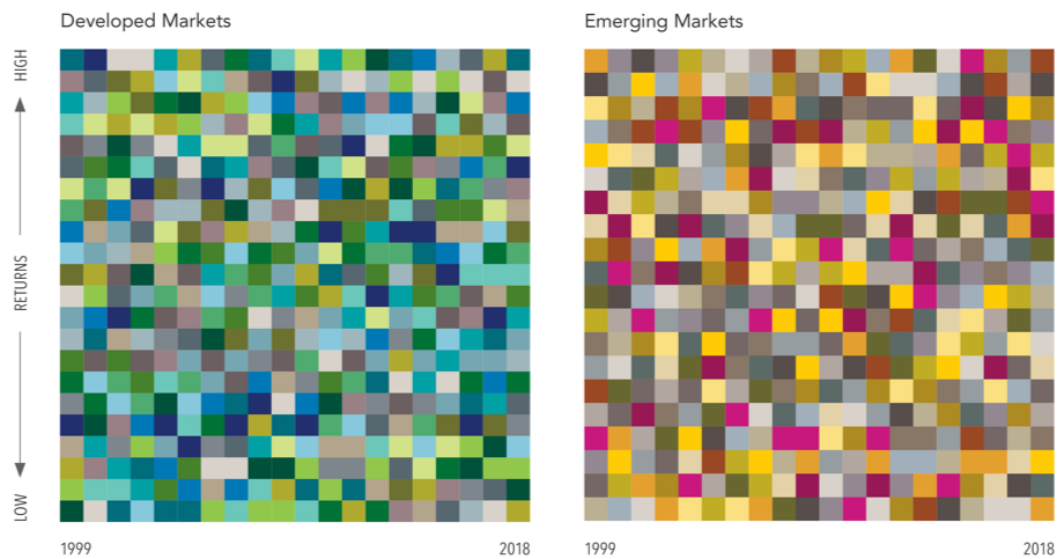 Developed Markets
Emerging Markets
HIGH
RETURNS
LOW
1999
2018
1999
2018